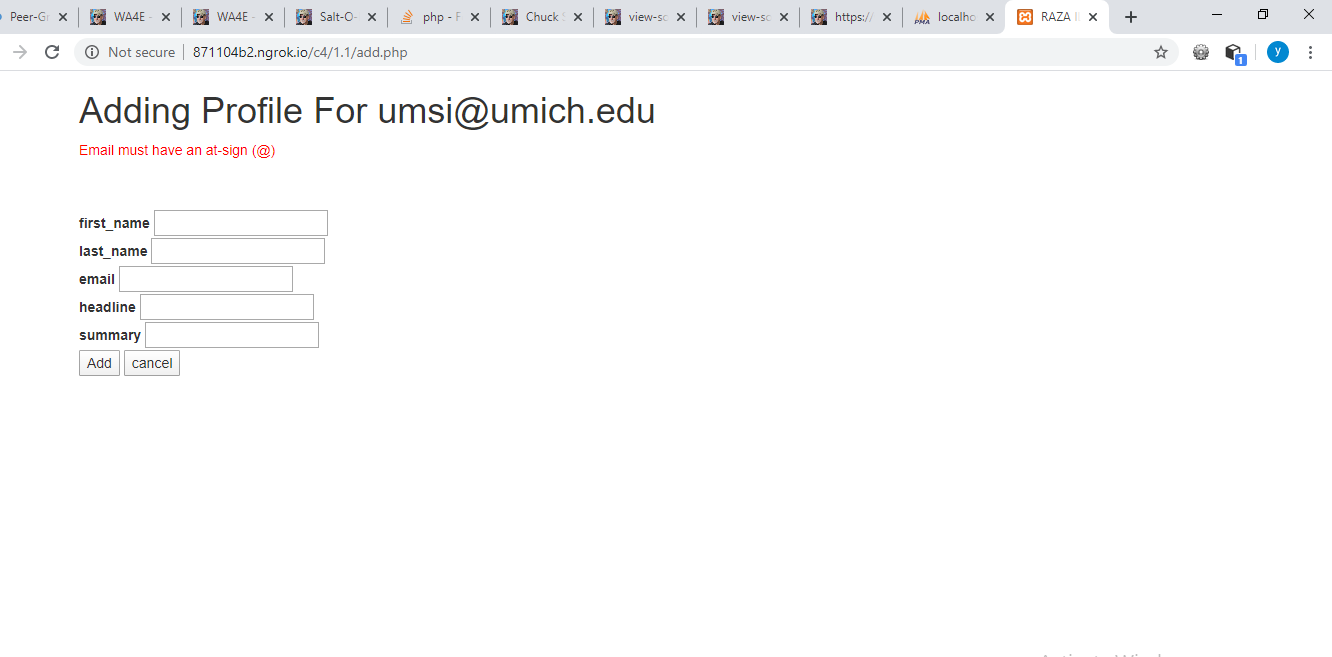 Peer-Gr WA4E - WA4E - Salt-O- php - F Chuck view-sc view-sc https:// localho RAZA
Not secure 871104b2.ngrok.io/c4/1.1/add.php 1 y
Adding Profile For umsi@umich.edu
Email must have an at-sign (@)
first_name
last_name
email
headline
summary
Add cancel